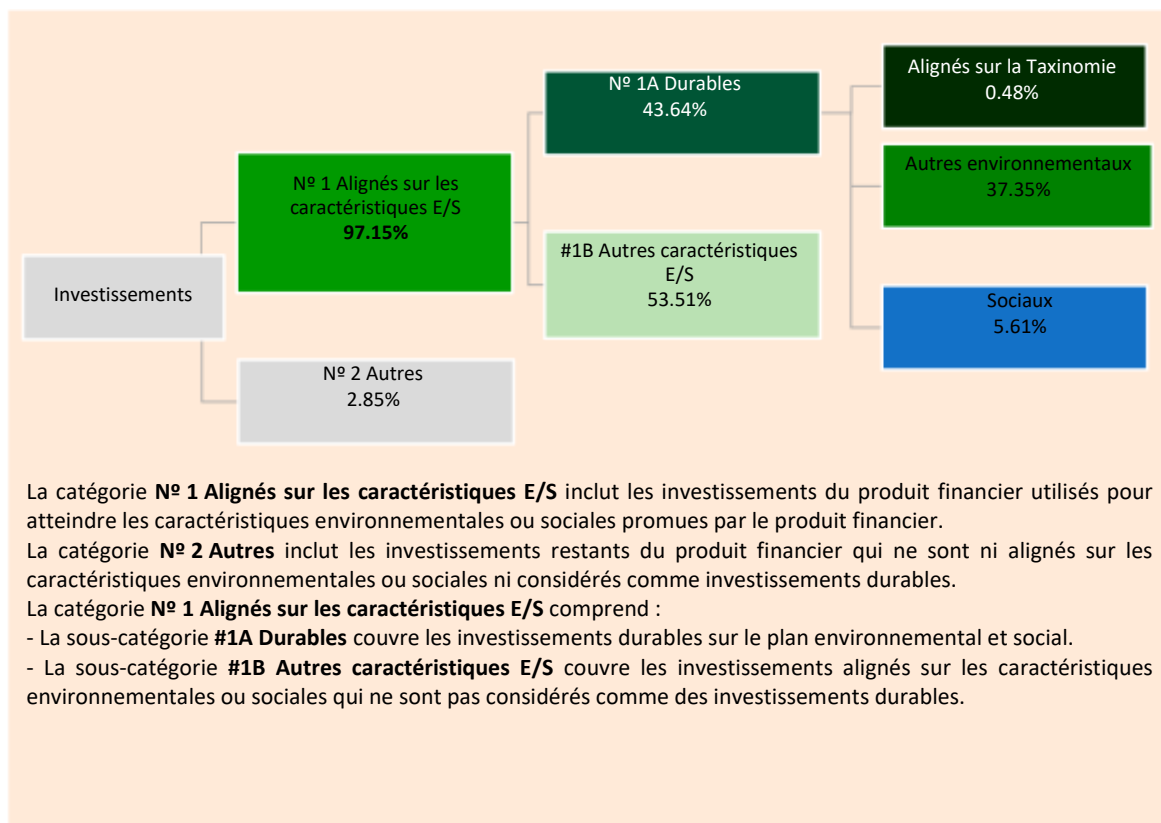 Investissements
Nº 1 Alignés sur les
caractéristiques E/S
97.15%
Nº 2 Autres
2.85%
Nº 1A Durables
43.64%
#1B Autres caractéristiques
E/S
53.51%
Alignés sur la Taxinomie
0.48%
Autres environnementaux
37.35%
Sociaux
5.61%
La catégorie Nº 1 Alignés sur les caractéristiques E/S inclut les investissements du produit financier utilisés pour
atteindre les caractéristiques environnementales ou sociales promues par le produit financier.
La catégorie Nº 2 Autres inclut les investissements restants du produit financier qui ne sont ni alignés sur les
caractéristiques environnementales ou sociales ni considérés comme investissements durables.
La catégorie Nº 1 Alignés sur les caractéristiques E/S comprend :
- La sous-catégorie #1A Durables couvre les investissements durables sur le plan environnemental et social.
- La sous-catégorie #1B Autres caractéristiques E/S couvre les investissements alignés sur les caractéristiques
environnementales ou sociales qui ne sont pas considérés comme des investissements durables.